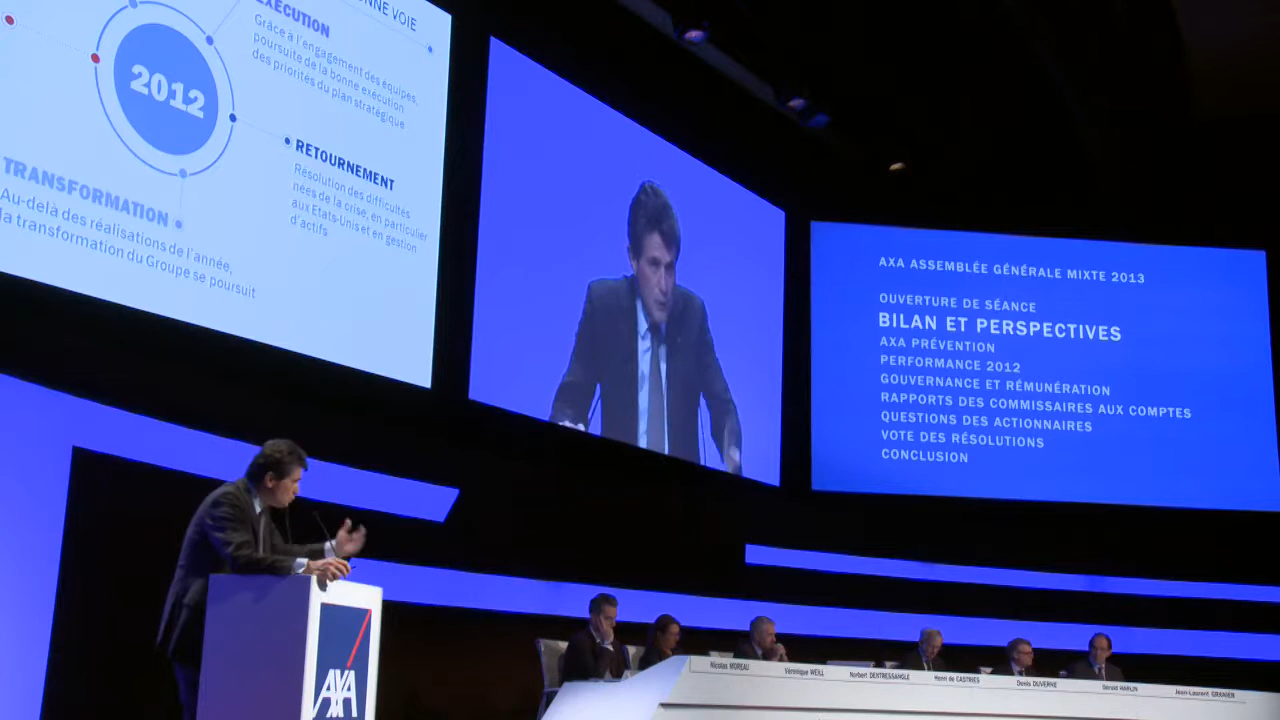 NNE VOIE
EXÉCUTION
Grâce à l'engagement des équipes,
poursuite de la bonne exécution
des priorités du plan stratégique
2012
RETOURNEMENT
Résolution des difficultés
nées de la crise, en particulier
aux Etats-Unis et en gestion
d'actifs
TRANSFORMATION
Au-delà des réalisations de l'année,
la transformation du Groupe se poursuit
AXA ASSEMBLÉE GÉNÉRALE MIXTE 2013
OUVERTURE DE SÉANCE
BILAN ET PERSPECTIVES
AXA PRÉVENTION
PERFORMANCE 2012
GOUVERNANCE ET RÉMUNÉRATION
RAPPORTS DES COMMISSAIRES AUX COMPTES
QUESTIONS DES ACTIONNAIRES
VOTE DES RÉSOLUTIONS
CONCLUSION
AXA
Nicolas MOREAU
Véronique WEILL
Norbert DENTRESSANGLE
Henri de CASTRIES
Denis DUVERNE
Gérald HARLIN
Jean-Laurent